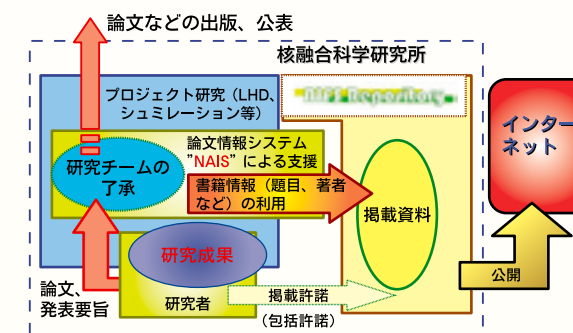 論文などの出版、公表
核融合科学研究所
プロジェクト研究（LHD、
シュミレーション等）
NIFS Repository
論文情報システム
"NAIS" による支援
研究チームの
了承
書籍情報（題目、著者
など）の利用
掲載資料
インター
ネット
研究成果
研究者
論文、
発表要旨
掲載許諾
（包括許諾）
公開